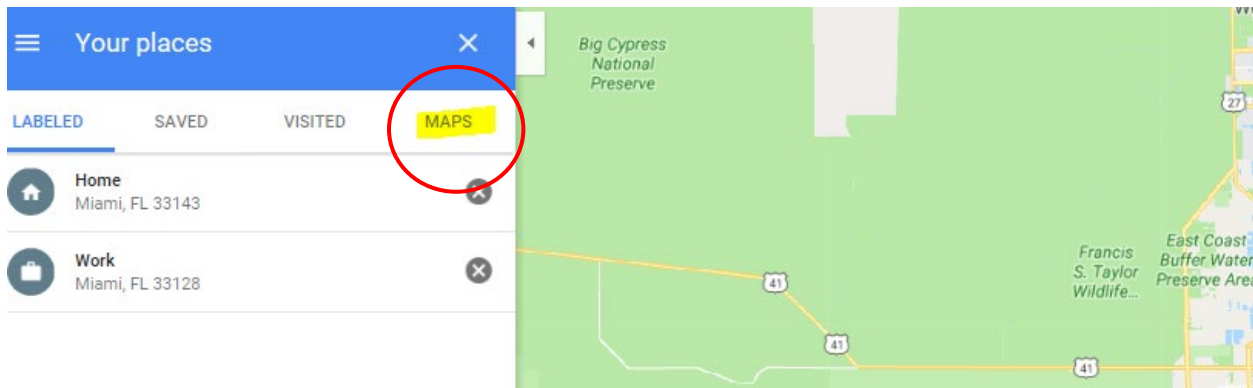 Your places
LABELED SAVED VISITED MAPS
Home
Miami, FL 33143
Work
Miami, FL 33128
Big Cypress
National
Preserve
27
Francis
S. Taylor
Wildlife...
East Coast
Buffer Water
Preserve Area
41
41
41